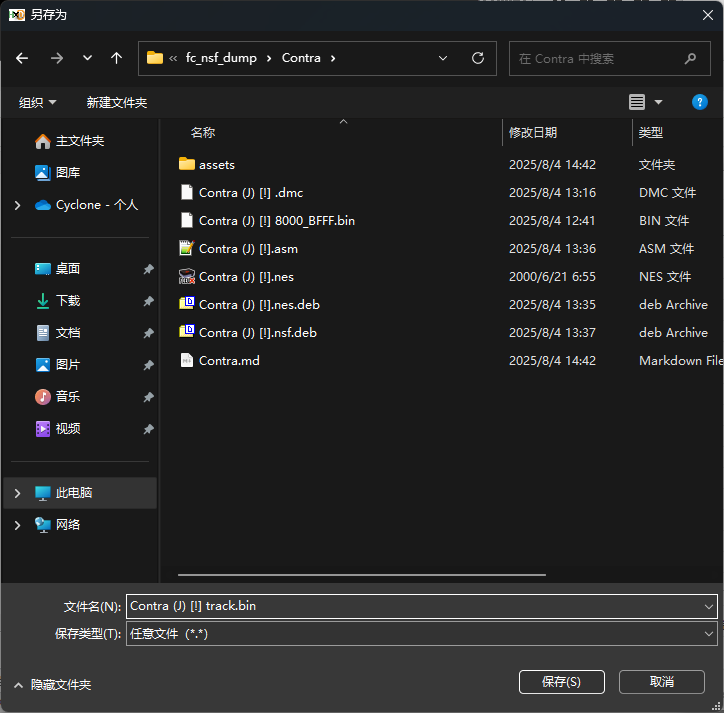 另存为
fc_nsf_dump › Contra ›
在 Contra 中搜索
组织 新建文件夹
名称 修改日期 类型
主文件夹
图库
Cyclone - 个人
桌面
下载
文档
图片
音乐
视频
此电脑
网络
assets 2025/8/4 14:42 文件夹
Contra (J) [!] .dmc 2025/8/4 13:16 DMC 文件
Contra (J) [!] 8000_BFFF.bin 2025/8/4 12:41 BIN 文件
Contra (J) [!].asm 2025/8/4 13:36 ASM 文件
Contra (J) [!].nes 2000/6/21 6:55 NES 文件
Contra (J) [!].nes.deb 2025/8/4 13:35 deb Archive
Contra (J) [!].nsf.deb 2025/8/4 13:37 deb Archive
Contra.md 2025/8/4 14:42 Markdown File
文件名(N): Contra (J) [!] track.bin
保存类型(T): 任意文件 (*.*)
隐藏文件夹 保存(S) 取消